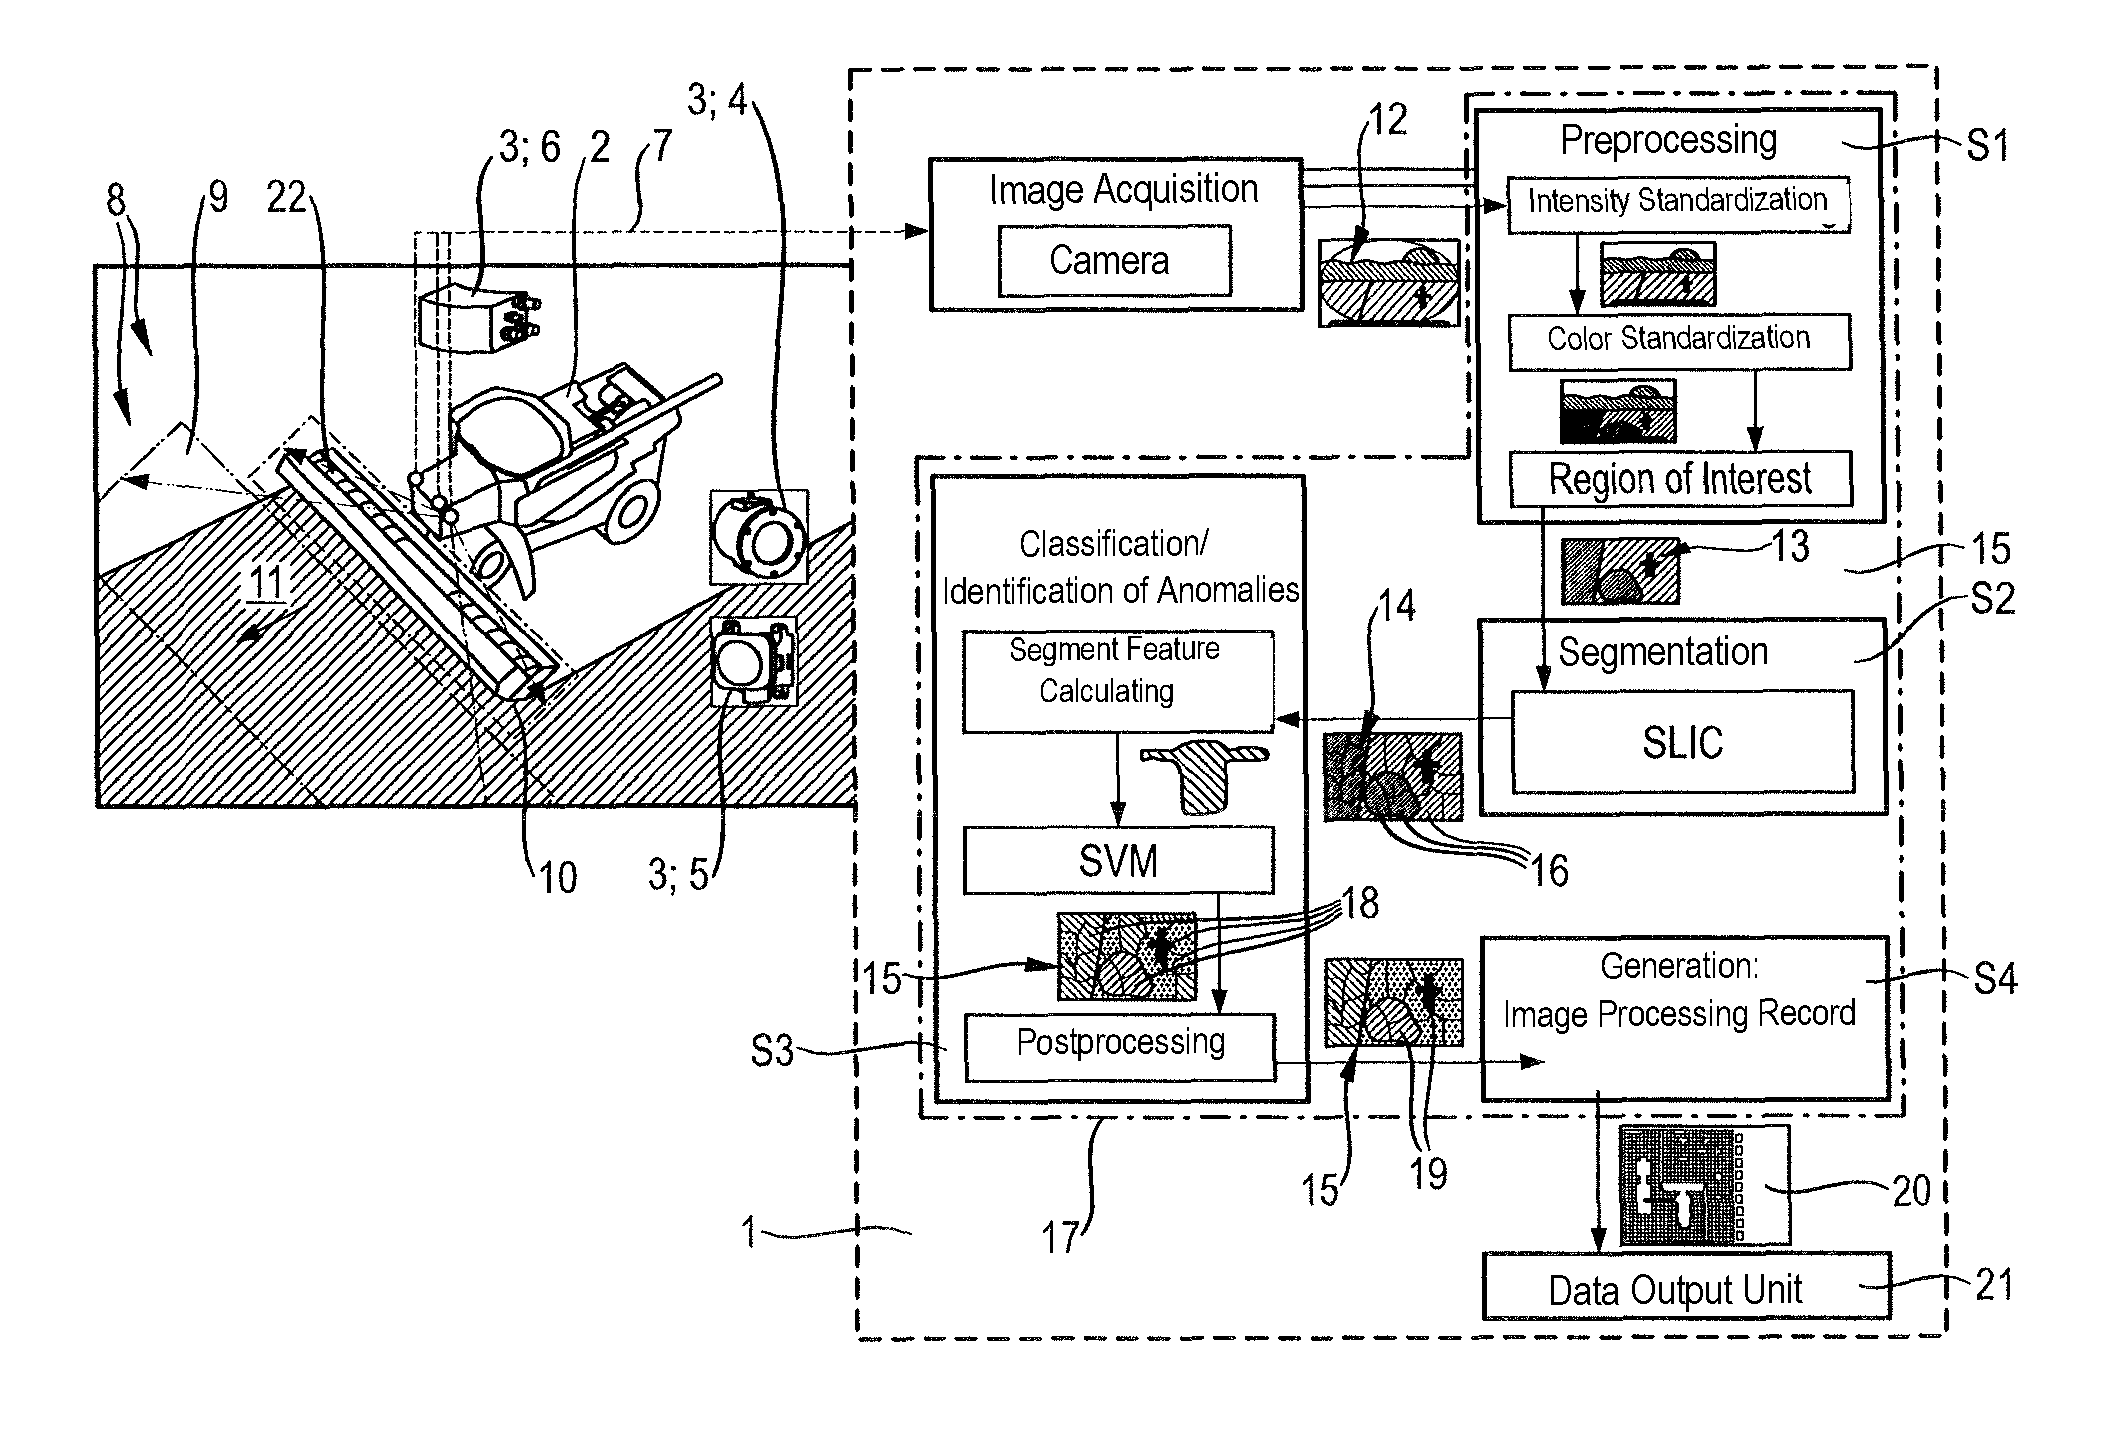 3; 4
3; 6
2
7
8
9
22
11
10
3; 5
Image Acquisition
Camera
12
Preprocessing
S1
Intensity Standardization
Color Standardization
Region of Interest
13
15
S2
Segmentation
SLIC
14
16
Classification/
Identification of Anomalies
Segment Feature
Calculating
SVM
18
15
S3
Postprocessing
15
19
Generation:
Image Processing Record
S4
17
1
20
Data Output Unit
21